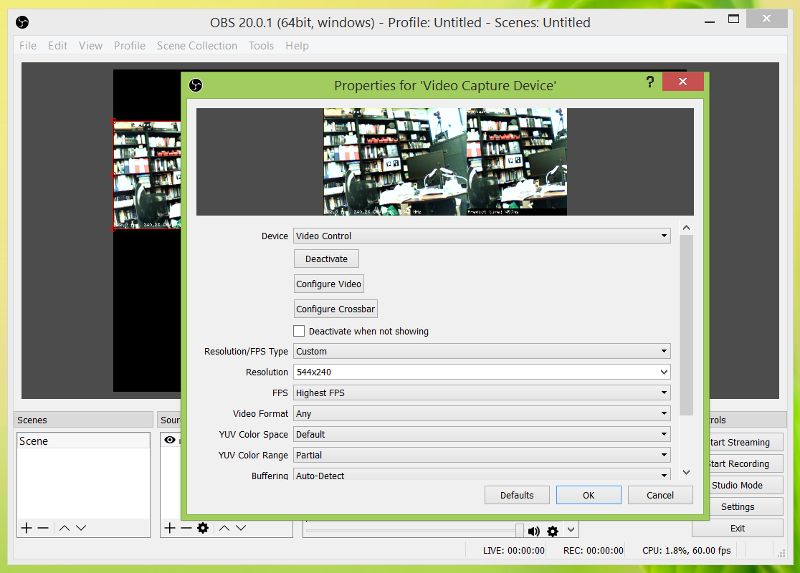 OBS 20.0.1 (64bit, windows) - Profile: Untitled - Scenes: Untitled
File Edit View Profile Scene Collection Tools Help
Properties for 'Video Capture Device'
Device Video Control
Deactivate
Configure Video
Configure Crossbar
Deactivate when not showing
Resolution/FPS Type Custom
Resolution 544x240
FPS Highest FPS
Video Format Any
YUV Color Space Default
YUV Color Range Partial
Buffering Auto-Detect
Defaults OK Cancel
Scenes
Scene
Sour
rols
tart Streaming
tart Recording
Studio Mode
Settings
Exit
LIVE: 00:00:00 REC: 00:00:00 CPU: 1.8%, 60.00 fps